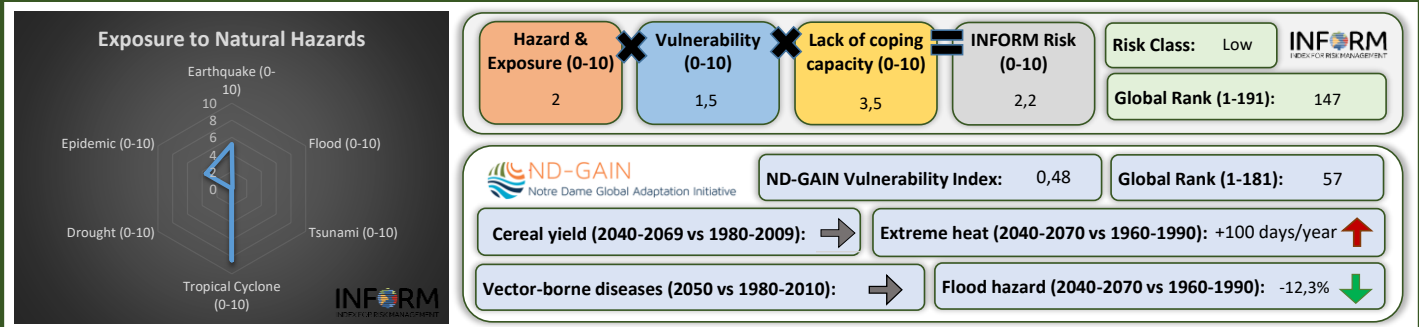 Exposure to Natural Hazards
Earthquake (0-
10)
10
8
6
4
2
0
Epidemic (0-10)
Flood (0-10)
Drought (0-10)
Tsunami (0-10)
Tropical Cyclone
(0-10)
INFORM
INDEX FOR RISK MANAGEMENT
Hazard &
Exposure (0-10)
2
Vulnerability
(0-10)
1,5
Lack of coping
capacity (0-10)
3,5
INFORM Risk
(0-10)
2,2
Risk Class: Low
INFORM
INDEX FOR RISK MANAGEMENT
Global Rank (1-191): 147
ND-GAIN
Notre Dame Global Adaptation Initiative
ND-GAIN Vulnerability Index: 0,48
Global Rank (1-181): 57
Cereal yield (2040-2069 vs 1980-2009):
Extreme heat (2040-2070 vs 1960-1990): +100 days/year
Vector-borne diseases (2050 vs 1980-2010):
Flood hazard (2040-2070 vs 1960-1990): -12,3%